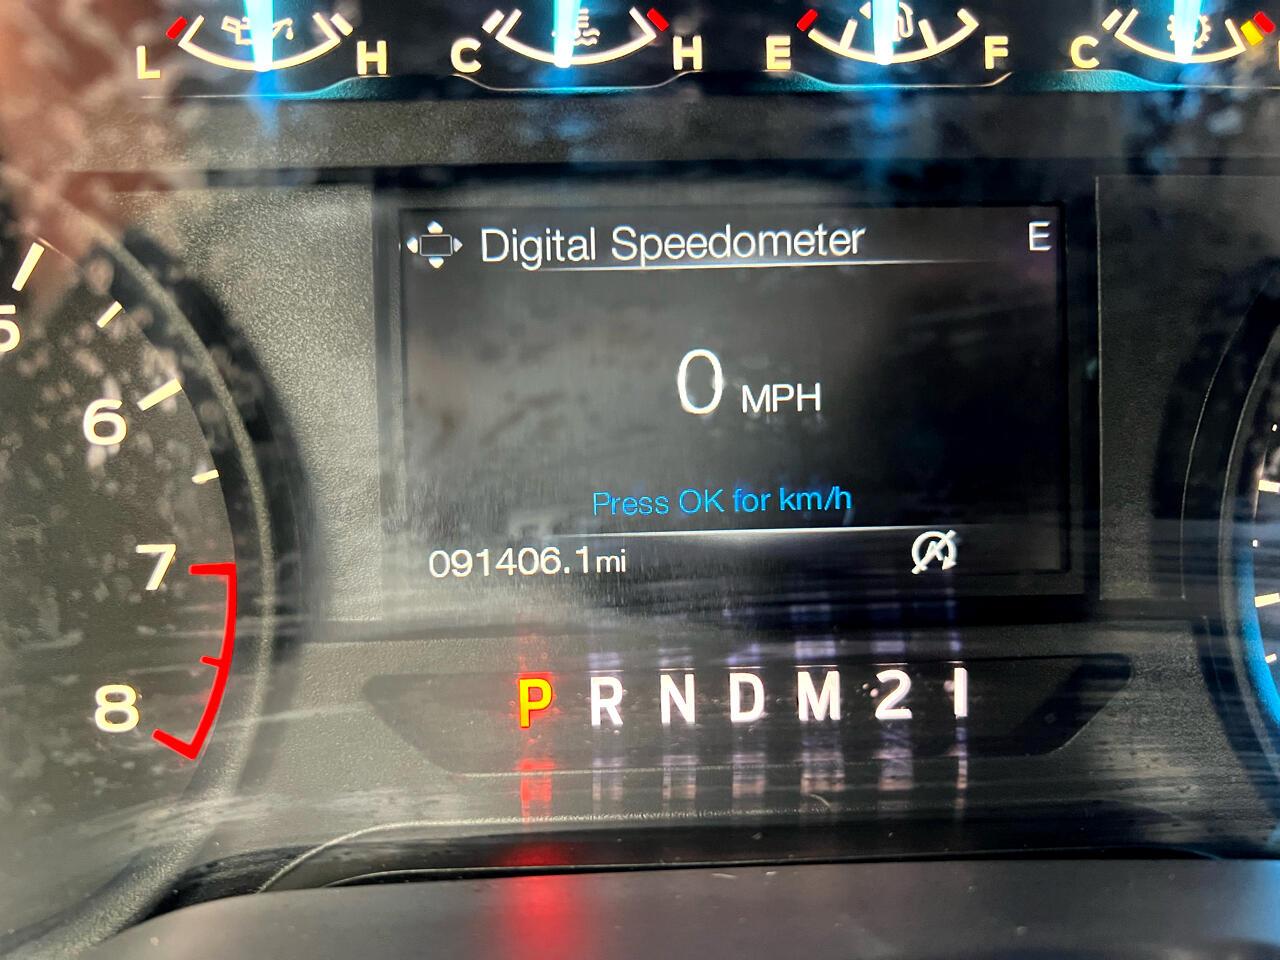 L H C H E F C
Digital Speedometer E
0 MPH
5
6
Press OK for km/h
7
091406.1mi
P R N D M 2 1
8